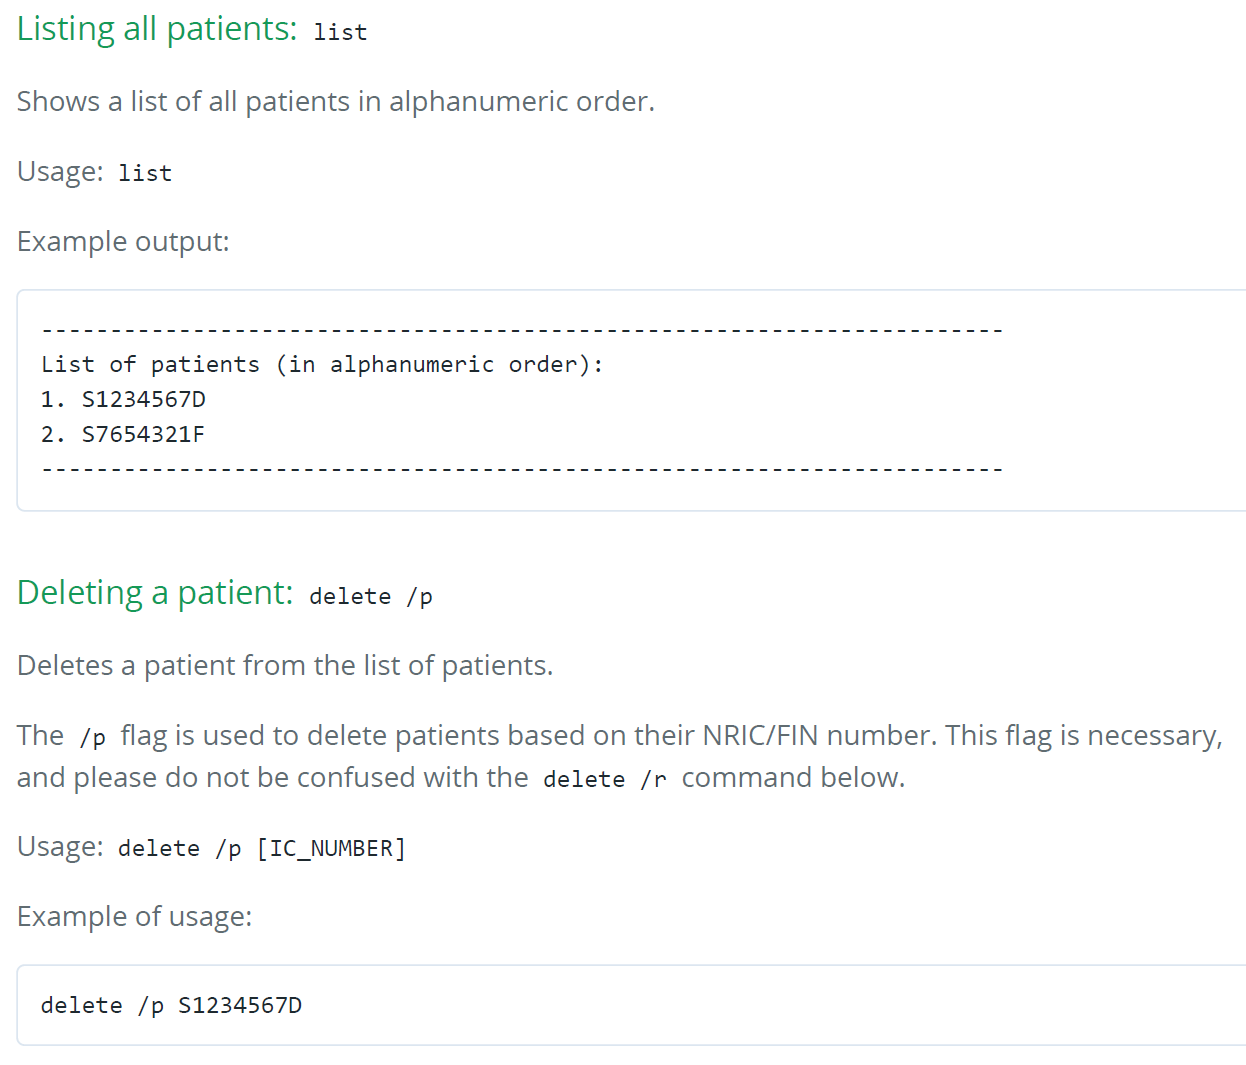 Listing all patients: list
Shows a list of all patients in alphanumeric order.
Usage: list
Example output:
----------------------------------------------------------------------
List of patients (in alphanumeric order):
1. S1234567D
2. S7654321F
----------------------------------------------------------------------
Deleting a patient: delete /p
Deletes a patient from the list of patients.
The /p flag is used to delete patients based on their NRIC/FIN number. This flag is necessary,
and please do not be confused with the delete /r command below.
Usage: delete /p [IC_NUMBER]
Example of usage:
delete /p S1234567D